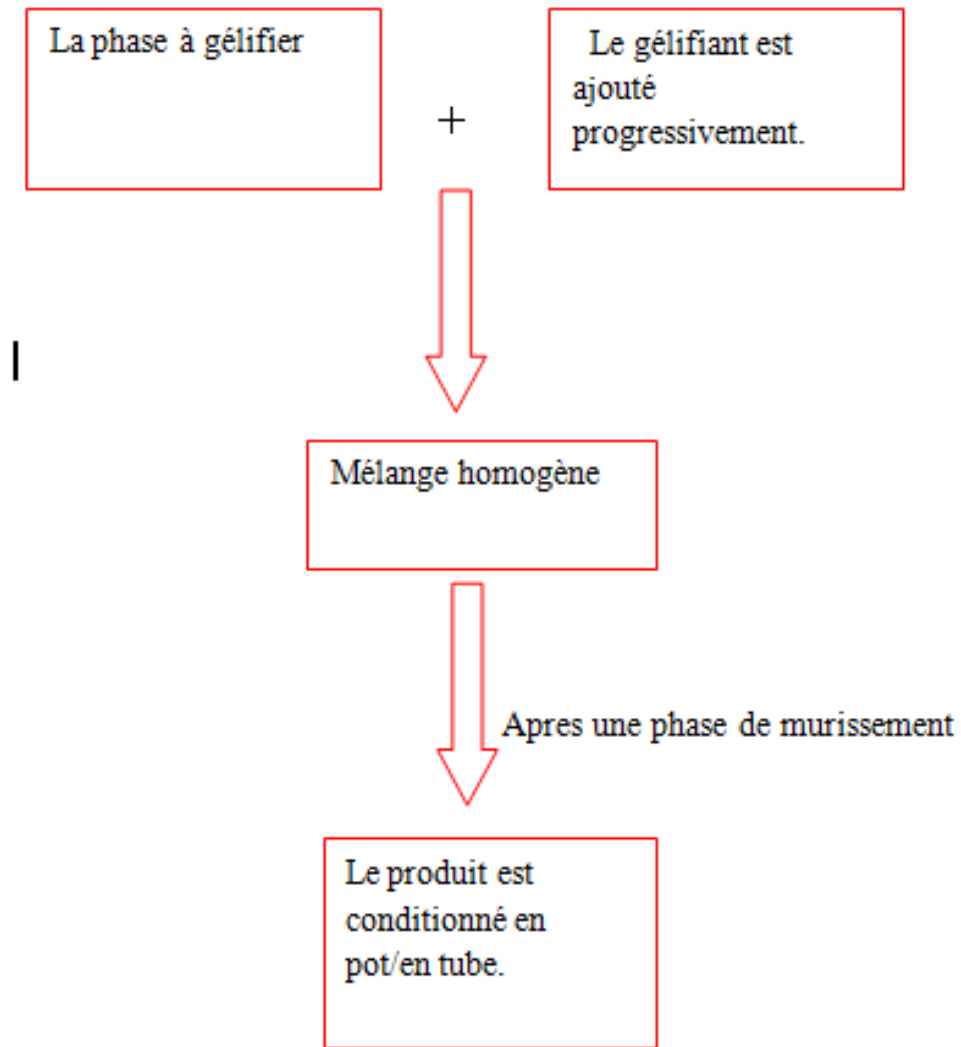 La phase à gélifier
+
Le gélifiant est
ajouté
progressivement.
Mélange homogène
Apres une phase de murissement
Le produit est
conditionné en
pot/en tube.